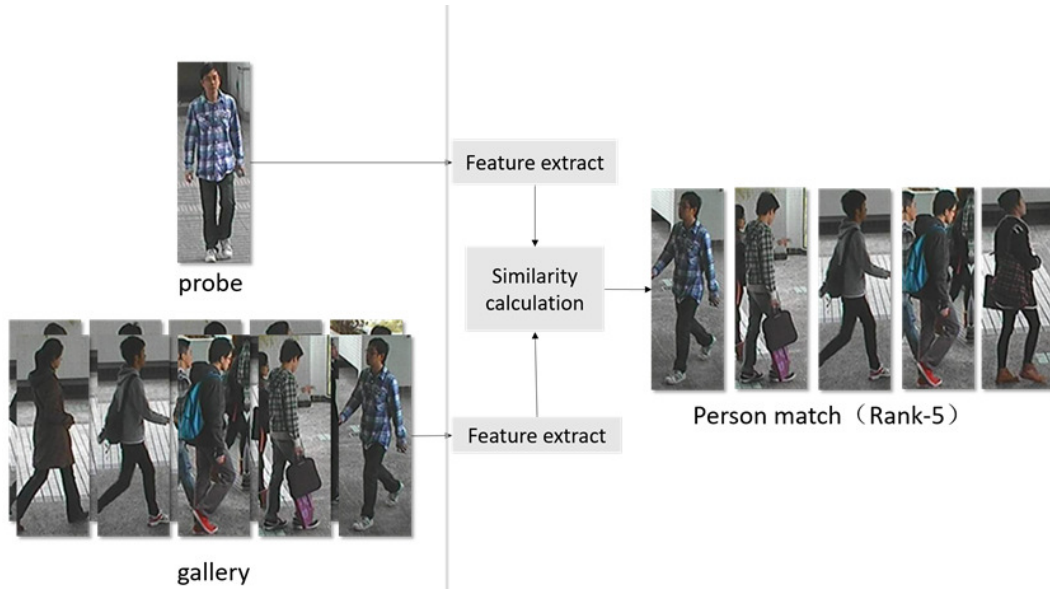 probe
gallery
Feature extract
Similarity
calculation
Feature extract
Person match（Rank-5）